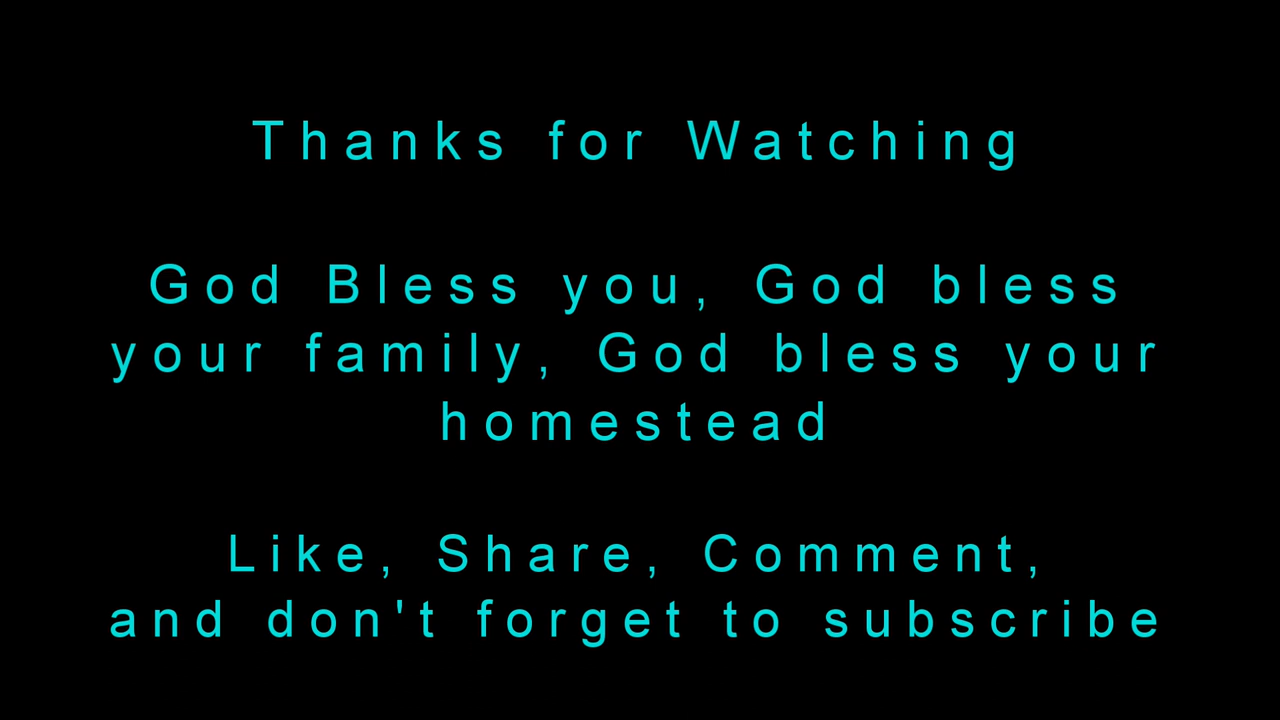 Thanks for Watching
God Bless you, God bless
your family, God bless your
homestead
Like, Share, Comment,
and don't forget to subscribe